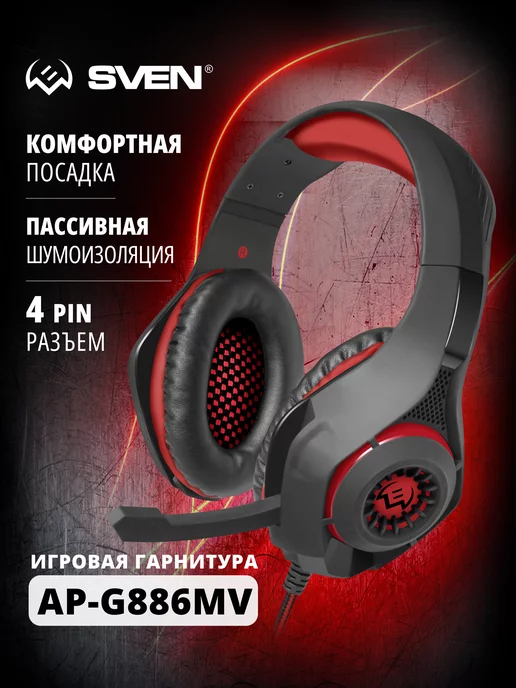 SVEN®
КОМФОРТНАЯ
ПОСАДКА
ПАССИВНАЯ
ШУМОИЗОЛЯЦИЯ
4 PIN
РАЗЪЕМ
ИГРОВАЯ ГАРНИТУРА
AP-G886MV